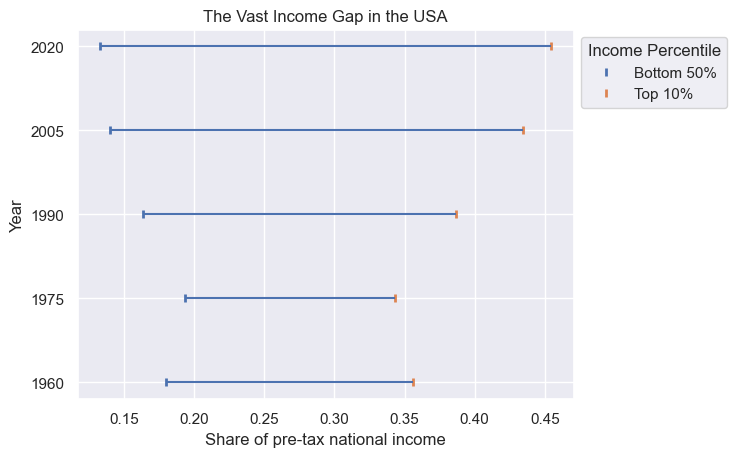 The Vast Income Gap in the USA
2020
2005
1990
1975
1960
Year
0.15 0.20 0.25 0.30 0.35 0.40 0.45
Share of pre-tax national income
Income Percentile
Bottom 50%
Top 10%